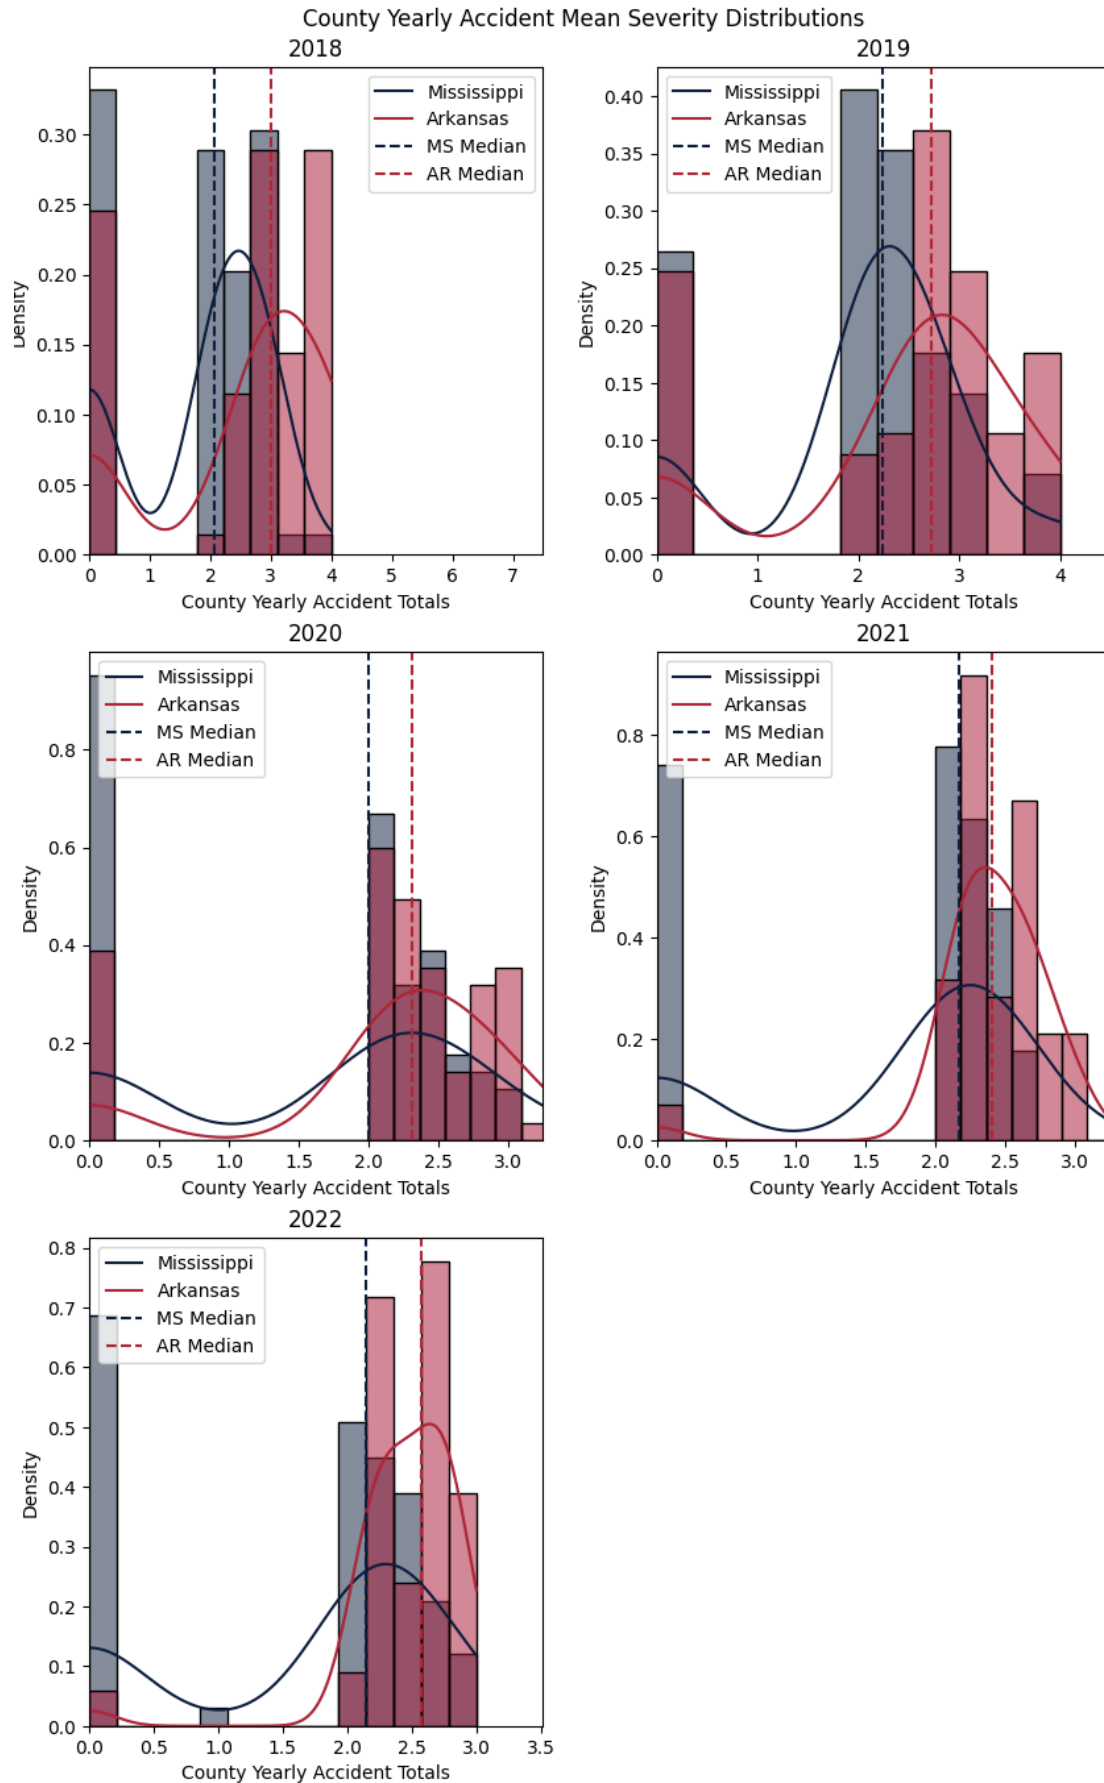 County Yearly Accident Mean Severity Distributions
2018
Mississippi
Arkansas
MS Median
AR Median
Density
0.30
0.25
0.20
0.15
0.10
0.05
0.00
0 1 2 3 4 5 6 7
County Yearly Accident Totals
2019
Mississippi
Arkansas
MS Median
AR Median
Density
0.40
0.35
0.30
0.25
0.20
0.15
0.10
0.05
0.00
0 1 2 3 4
County Yearly Accident Totals
2020
Mississippi
Arkansas
MS Median
AR Median
Density
0.8
0.6
0.4
0.2
0.0
0.0 0.5 1.0 1.5 2.0 2.5 3.0
County Yearly Accident Totals
2021
Mississippi
Arkansas
MS Median
AR Median
Density
0.8
0.6
0.4
0.2
0.0
0.0 0.5 1.0 1.5 2.0 2.5 3.0
County Yearly Accident Totals
2022
Mississippi
Arkansas
MS Median
AR Median
Density
0.8
0.7
0.6
0.5
0.4
0.3
0.2
0.1
0.0
0.0 0.5 1.0 1.5 2.0 2.5 3.0 3.5
County Yearly Accident Totals